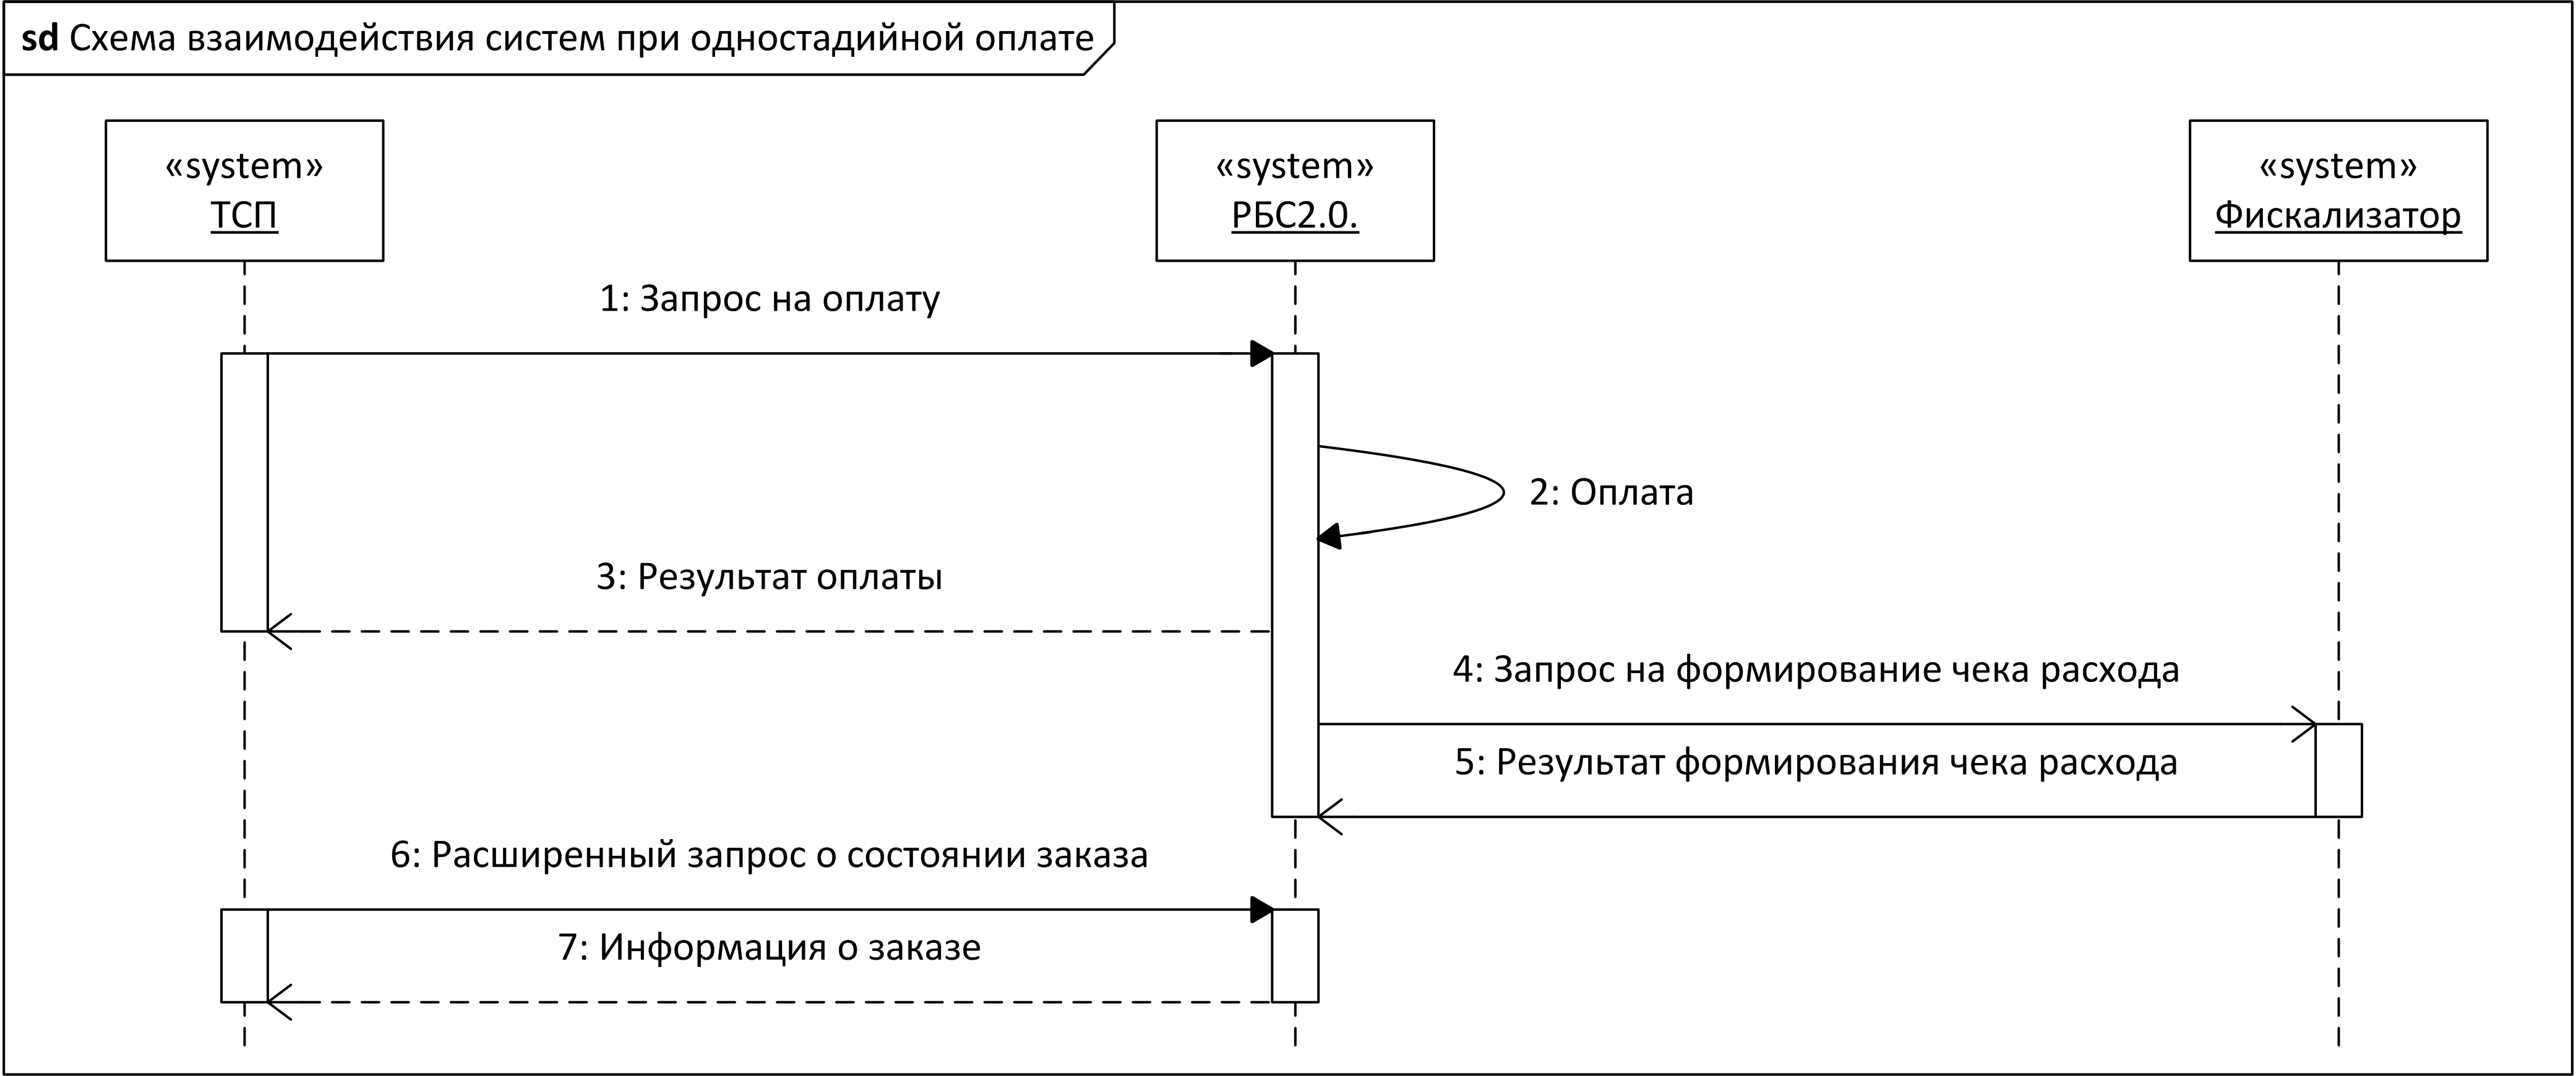 sd Схема взаимодействия систем при одностадийной оплате
«system»
ТСП
«system»
РБС2.0.
«system»
Фискализатор
1: Запрос на оплату
2: Оплата
3: Результат оплаты
4: Запрос на формирование чека расхода
5: Результат формирования чека расхода
6: Расширенный запрос о состоянии заказа
7: Информация о заказе